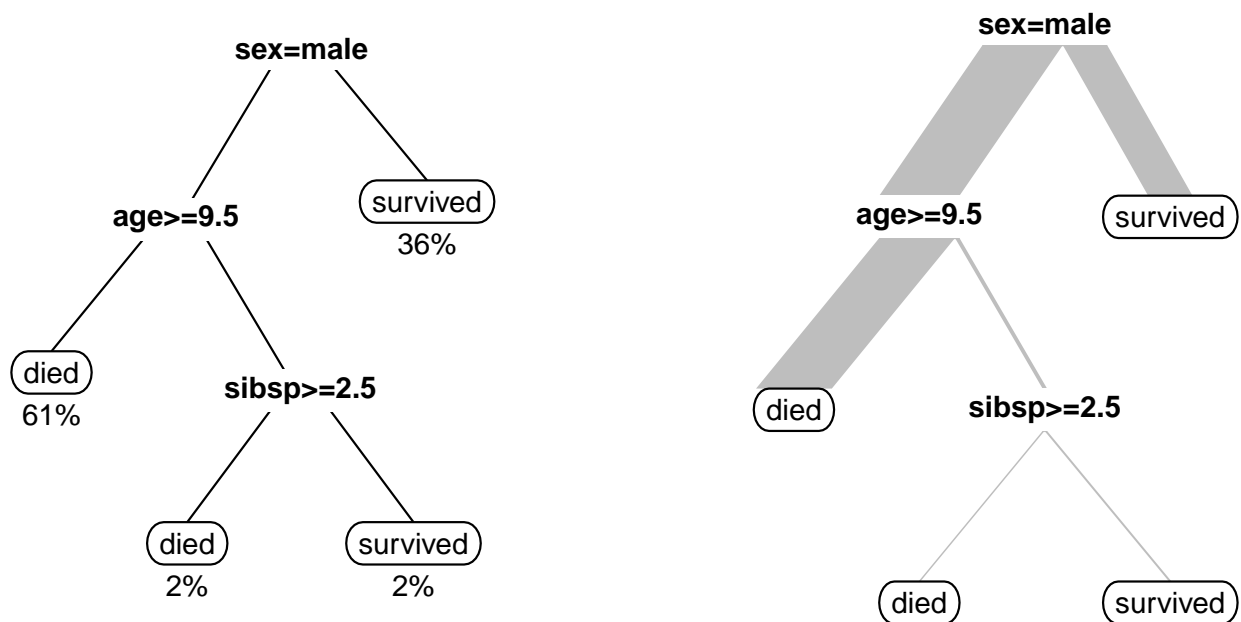 sex=male
age>=9.5
survived
36%
died
61%
sibsp>=2.5
died
2%
survived
2%
sex=male
age>=9.5
survived
died
sibsp>=2.5
died
survived